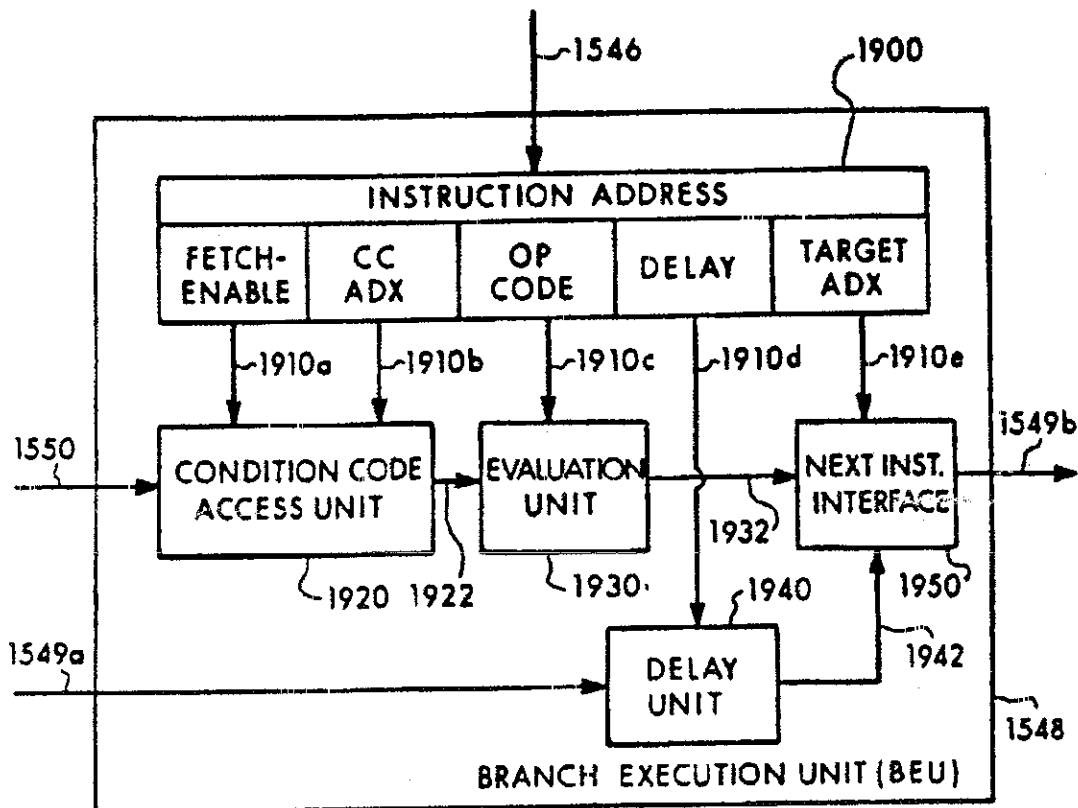 1546
1900
INSTRUCTION ADDRESS
FETCH-
ENABLE
CC
ADX
OP
CODE
DELAY
TARGET
ADX
1910a
1910b
1910c
1910d
1910e
1550
CONDITION CODE
ACCESS UNIT
EVALUATION
UNIT
NEXT INST.
INTERFACE
1549b
1920
1922
1930
1932
1940
1950
1549a
DELAY
UNIT
1942
1548
BRANCH EXECUTION UNIT (BEU)